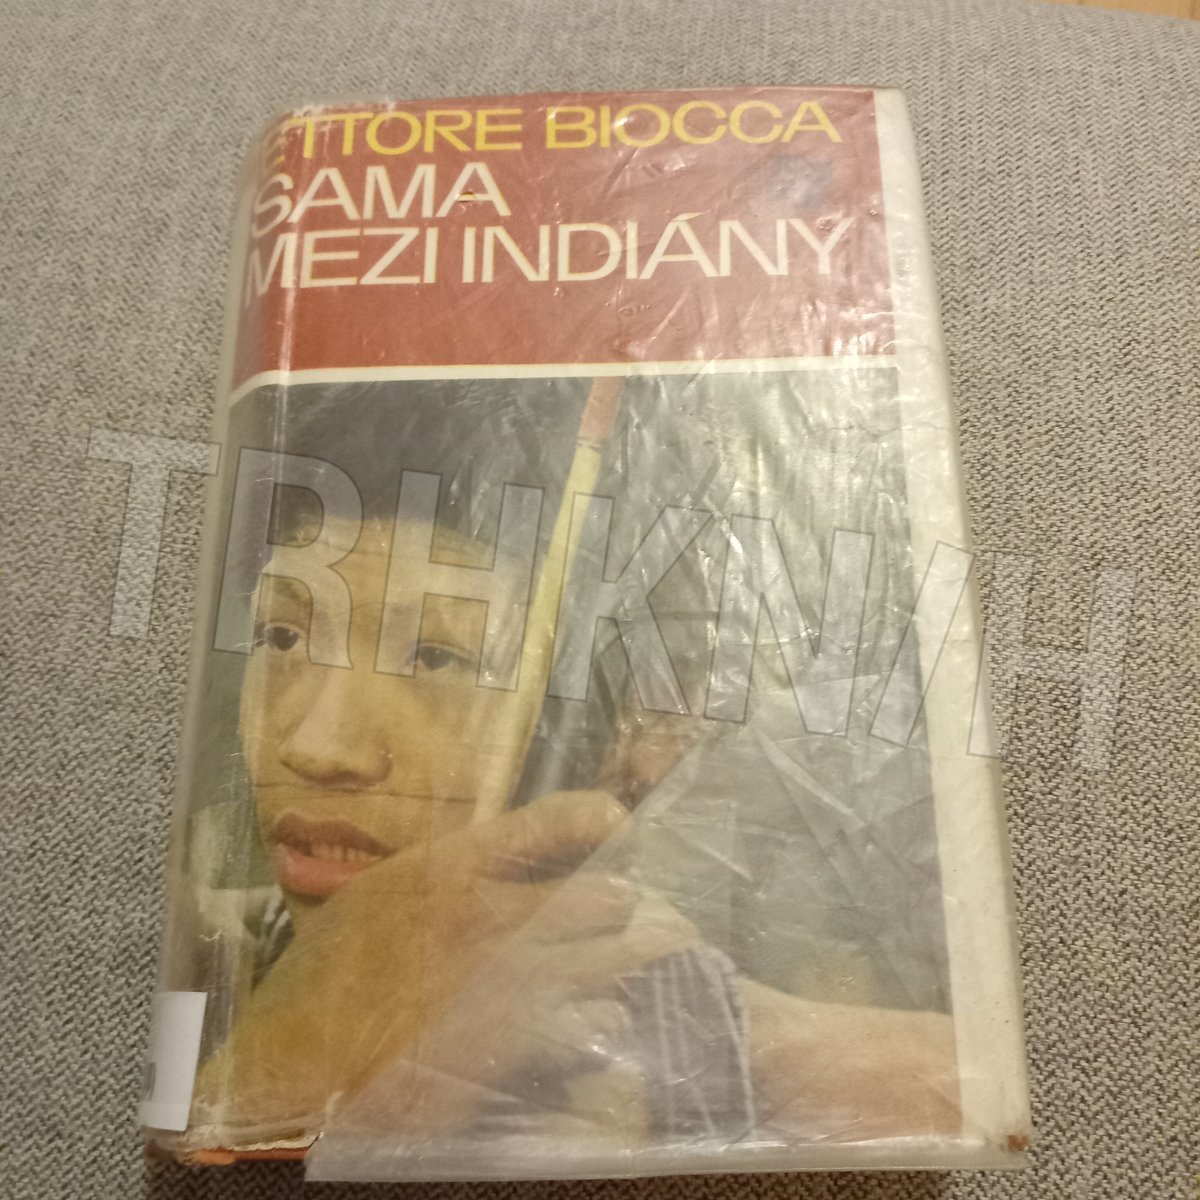 ETTORE BIOCCA
SAMA
MEZI INDIÁNY
TRHKNIH